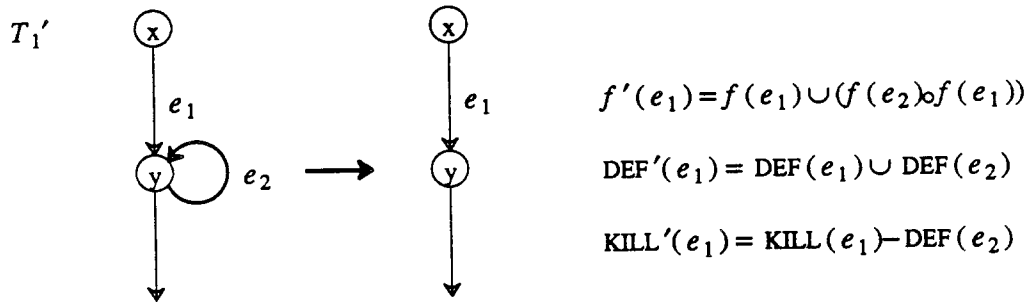 T₁′
x
x
e₁
e₁
y
e₂
y
f′(e₁)=f(e₁)∪(f(e₂)∘f(e₁))
DEF′(e₁)= DEF(e₁)∪ DEF(e₂)
KILL′(e₁)= KILL(e₁)−DEF(e₂)